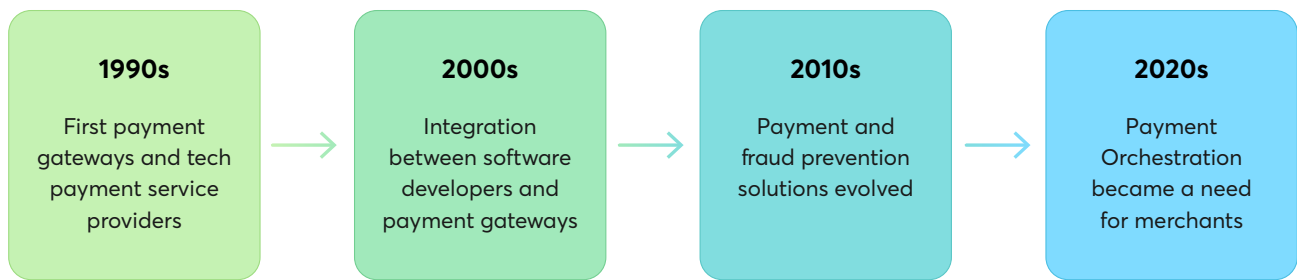 1990s
First payment
gateways and tech
payment service
providers
2000s
Integration
between software
developers and
payment gateways
2010s
Payment and
fraud prevention
solutions evolved
2020s
Payment
Orchestration
became a need
for merchants